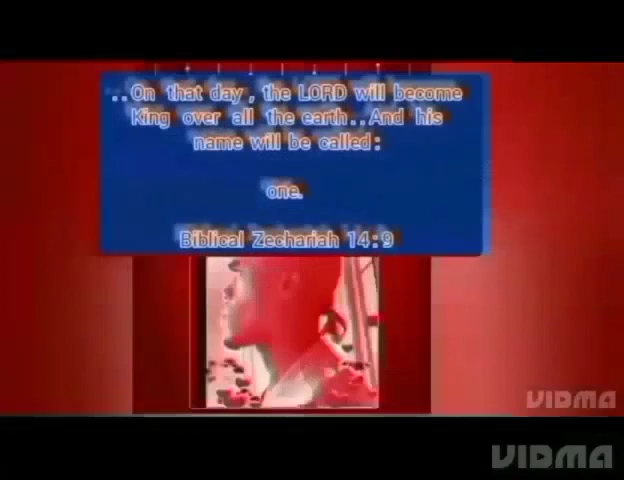 ..On that day, the LORD will become
King over all the earth..And his
name will be called:
one.
Biblical Zechariah 14:9
VIDMA
VIDMA